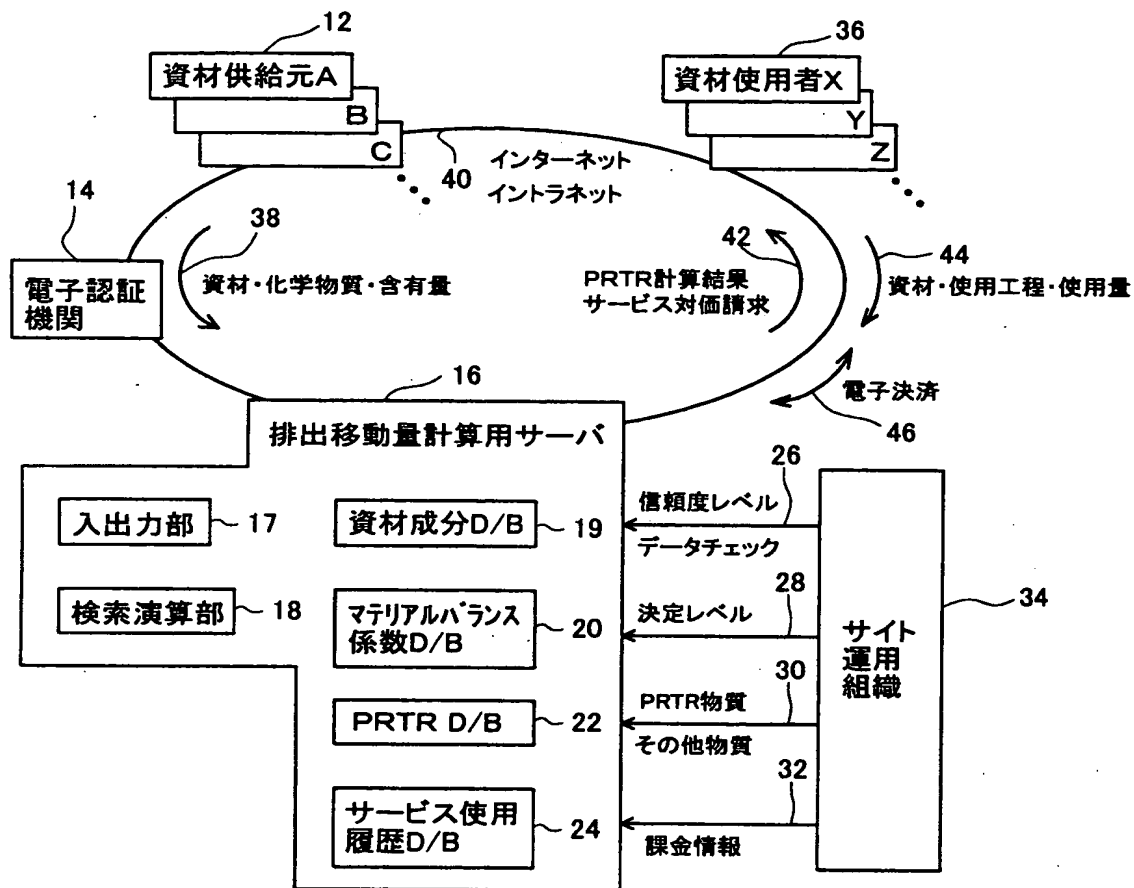 12
資材供給元A
B
C
36
資材使用者X
Y
Z
40
インターネット
イントラネット
14
電子認証
機関
38
資材・化学物質・含有量
42
PRTR計算結果
サービス対価請求
44
資材・使用工程・使用量
電子決済
46
16
排出移動量計算用サーバ
入出力部
17
検索演算部
18
資材成分D/B
19
マテリアルバランス
係数D/B
20
PRTR D/B
22
サービス使用
履歴D/B
24
信頼度レベル
26
データチェック
決定レベル
28
PRTR物質
30
その他物質
32
課金情報
サイト
運用
組織
34